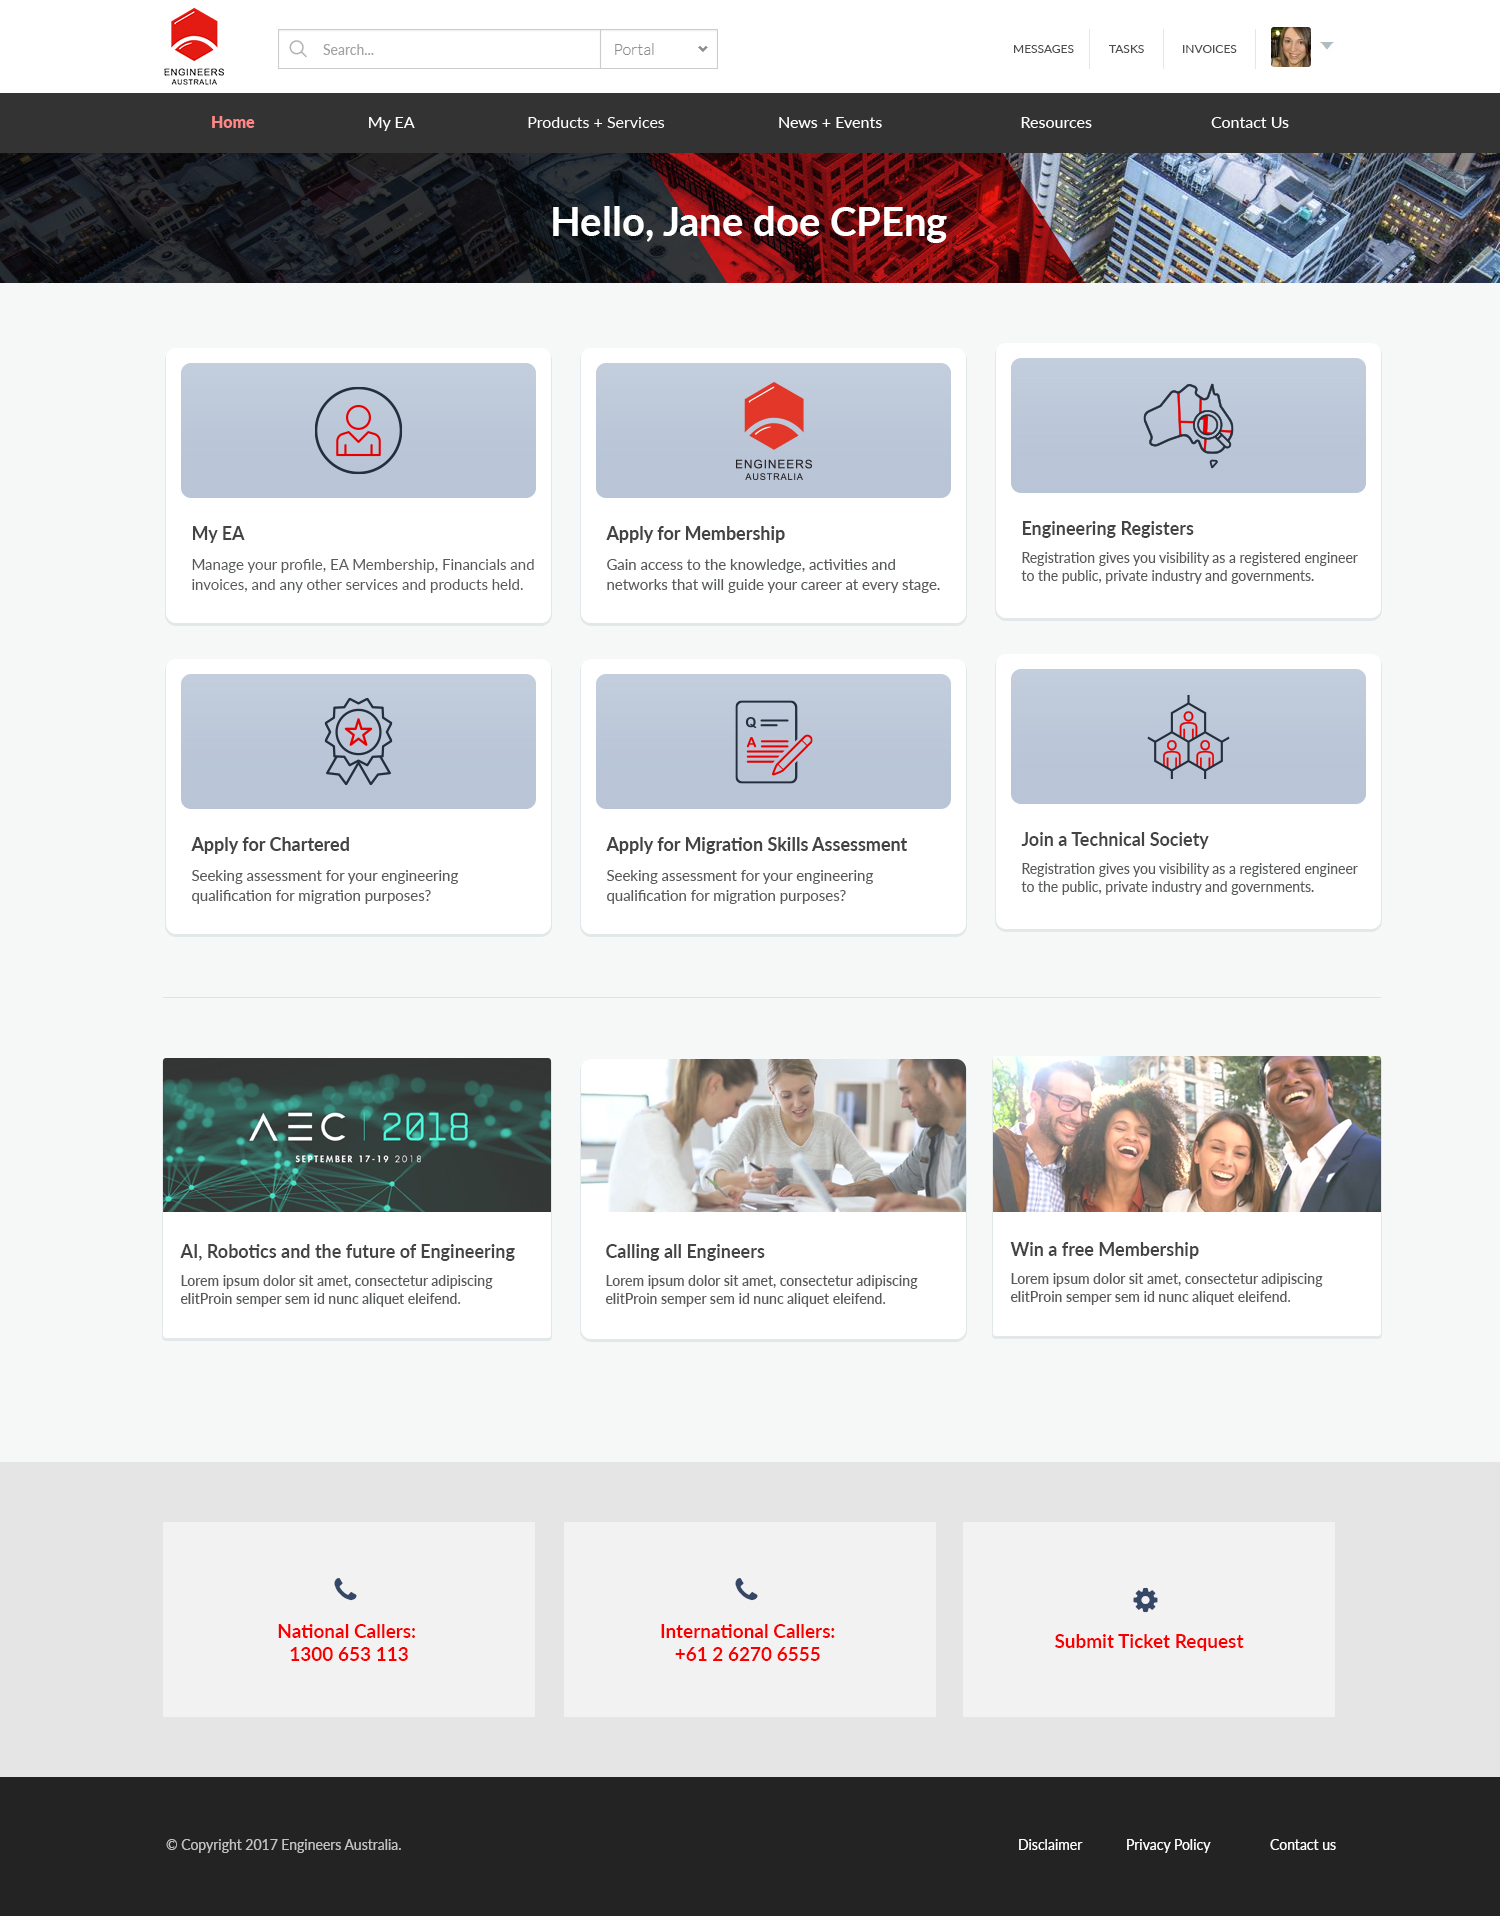 ENGINEERS
AUSTRALIA
Search...
Portal
MESSAGES
TASKS
INVOICES
Home
My EA
Products + Services
News + Events
Resources
Contact Us
Hello, Jane doe CPEng
My EA
Manage your profile, EA Membership, Financials and
invoices, and any other services and products held.
ENGINEERS
AUSTRALIA
Apply for Membership
Gain access to the knowledge, activities and
networks that will guide your career at every stage.
Engineering Registers
Registration gives you visibility as a registered engineer
to the public, private industry and governments.
Apply for Chartered
Seeking assessment for your engineering
qualification for migration purposes?
Q
A
Apply for Migration Skills Assessment
Seeking assessment for your engineering
qualification for migration purposes?
Join a Technical Society
Registration gives you visibility as a registered engineer
to the public, private industry and governments.
AEC | 2018
SEPTEMBER 17-19 2018
AI, Robotics and the future of Engineering
Lorem ipsum dolor sit amet, consectetur adipiscing
elitProin semper sem id nunc aliquet eleifend.
Calling all Engineers
Lorem ipsum dolor sit amet, consectetur adipiscing
elitProin semper sem id nunc aliquet eleifend.
Win a free Membership
Lorem ipsum dolor sit amet, consectetur adipiscing
elitProin semper sem id nunc aliquet eleifend.
National Callers:
1300 653 113
International Callers:
+61 2 6270 6555
Submit Ticket Request
© Copyright 2017 Engineers Australia.
Disclaimer
Privacy Policy
Contact us